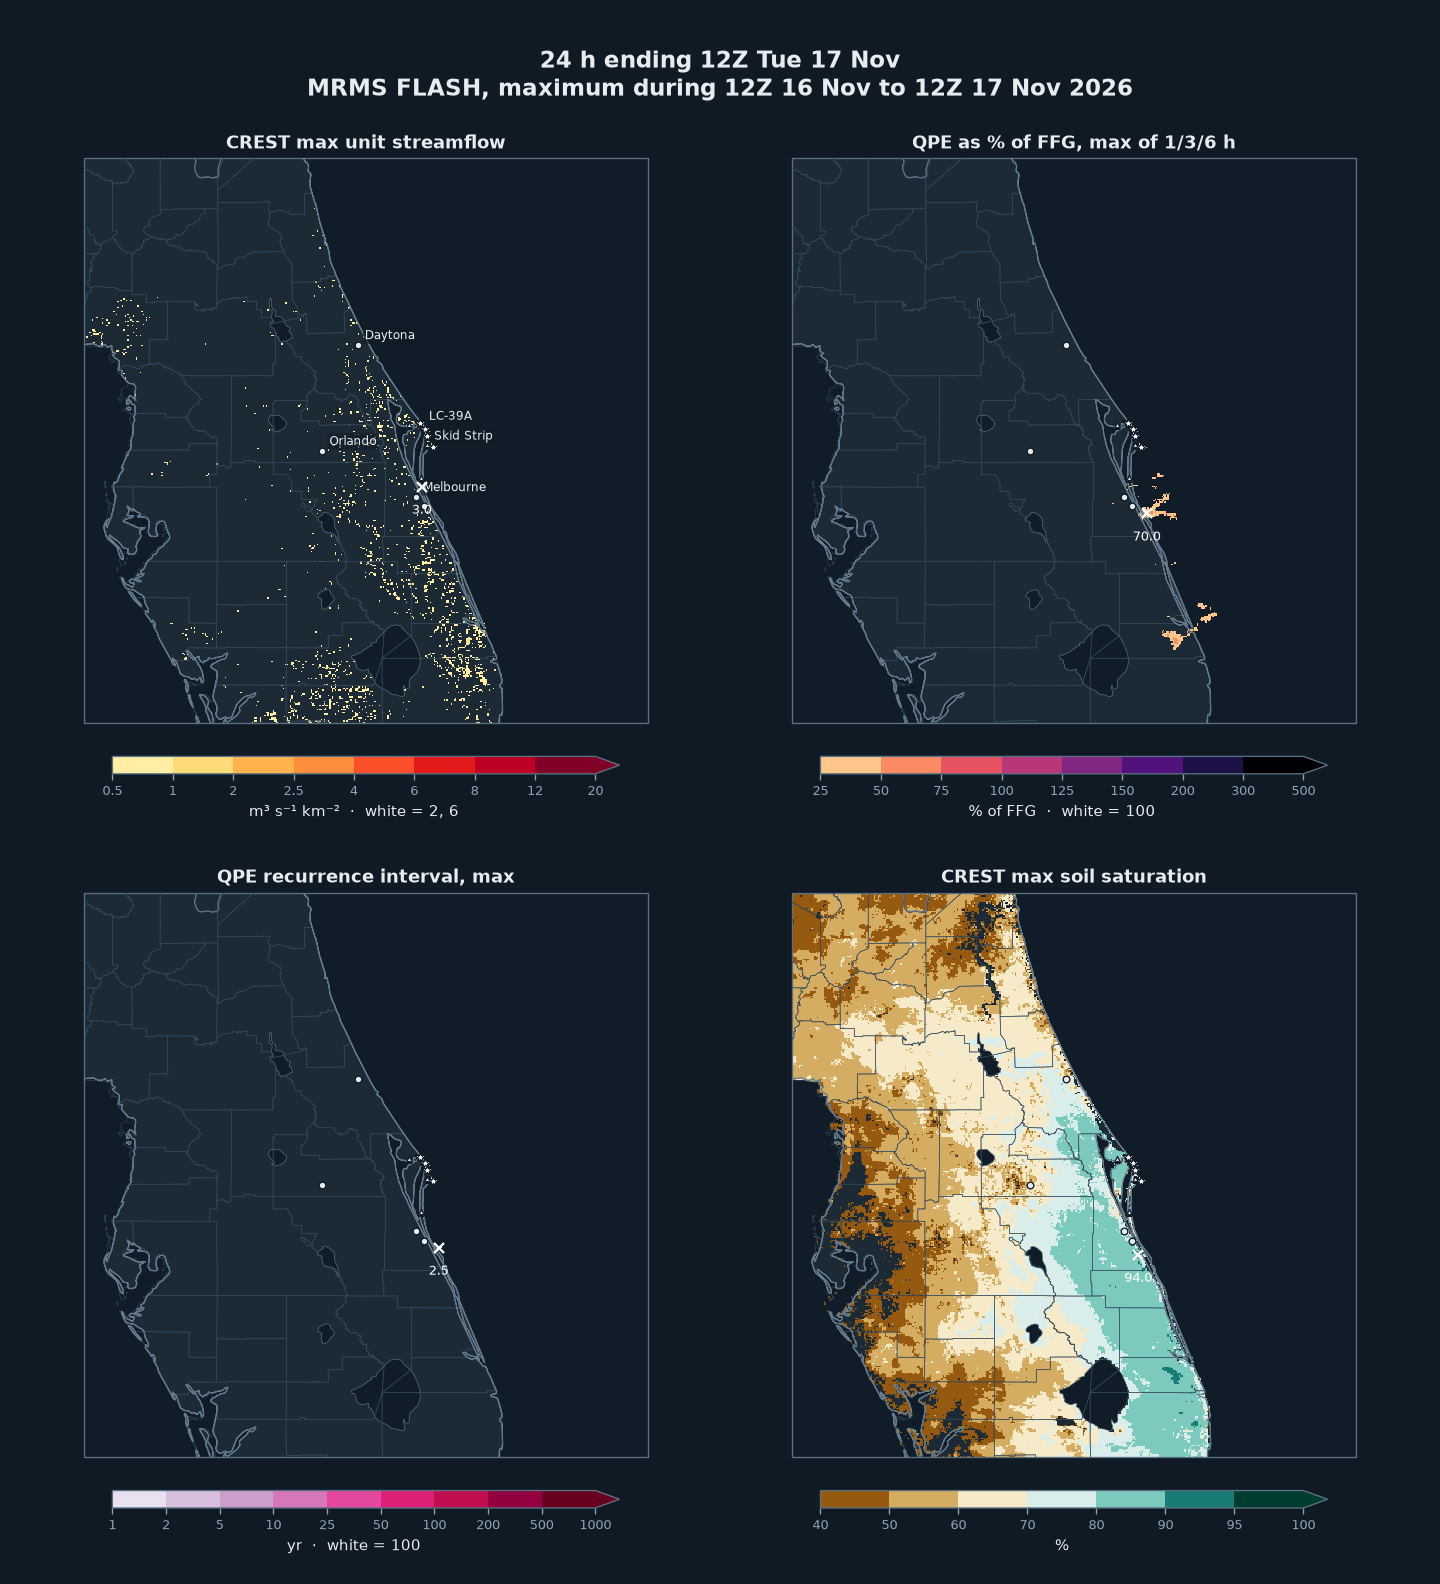 24 h ending 12Z Tue 17 Nov
MRMS FLASH, maximum during 12Z 16 Nov to 12Z 17 Nov 2026
CREST max unit streamflow
Daytona
LC-39A
Skid Strip
Orlando
Melbourne
3.0
0.5 1 2 2.5 4 6 8 12 20
m³ s⁻¹ km⁻² · white = 2, 6
QPE as % of FFG, max of 1/3/6 h
70.0
25 50 75 100 125 150 200 300 500
% of FFG · white = 100
QPE recurrence interval, max
2.5
1 2 5 10 25 50 100 200 500 1000
yr · white = 100
CREST max soil saturation
94.0
40 50 60 70 80 90 95 100
%